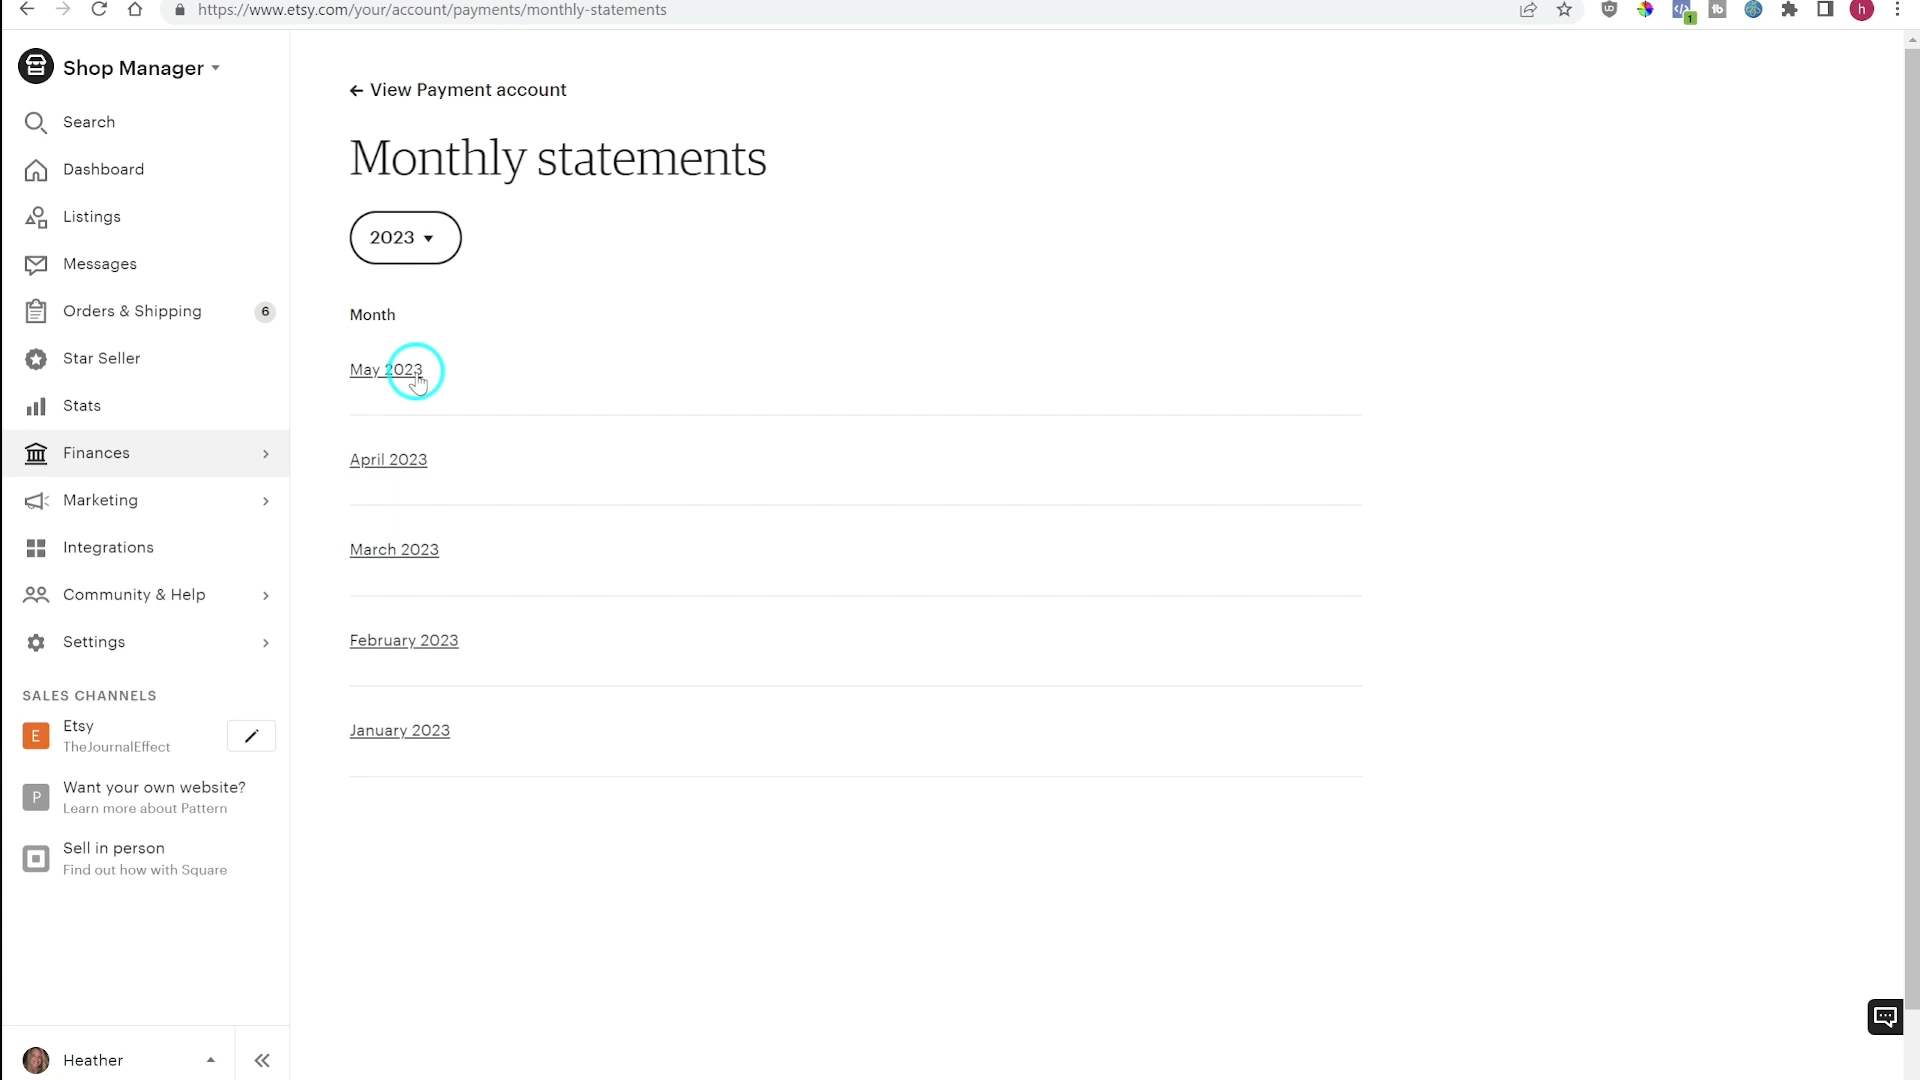 https://www.etsy.com/your/account/payments/monthly-statements
1
h
Shop Manager
Search
Dashboard
Listings
Messages
Orders & Shipping 6
Star Seller
Stats
Finances
Marketing
Integrations
Community & Help
Settings
SALES CHANNELS
E
Etsy
TheJournalEffect
P
Want your own website?
Learn more about Pattern
Sell in person
Find out how with Square
Heather
View Payment account
Monthly statements
2023
Month
May 2023
April 2023
March 2023
February 2023
January 2023